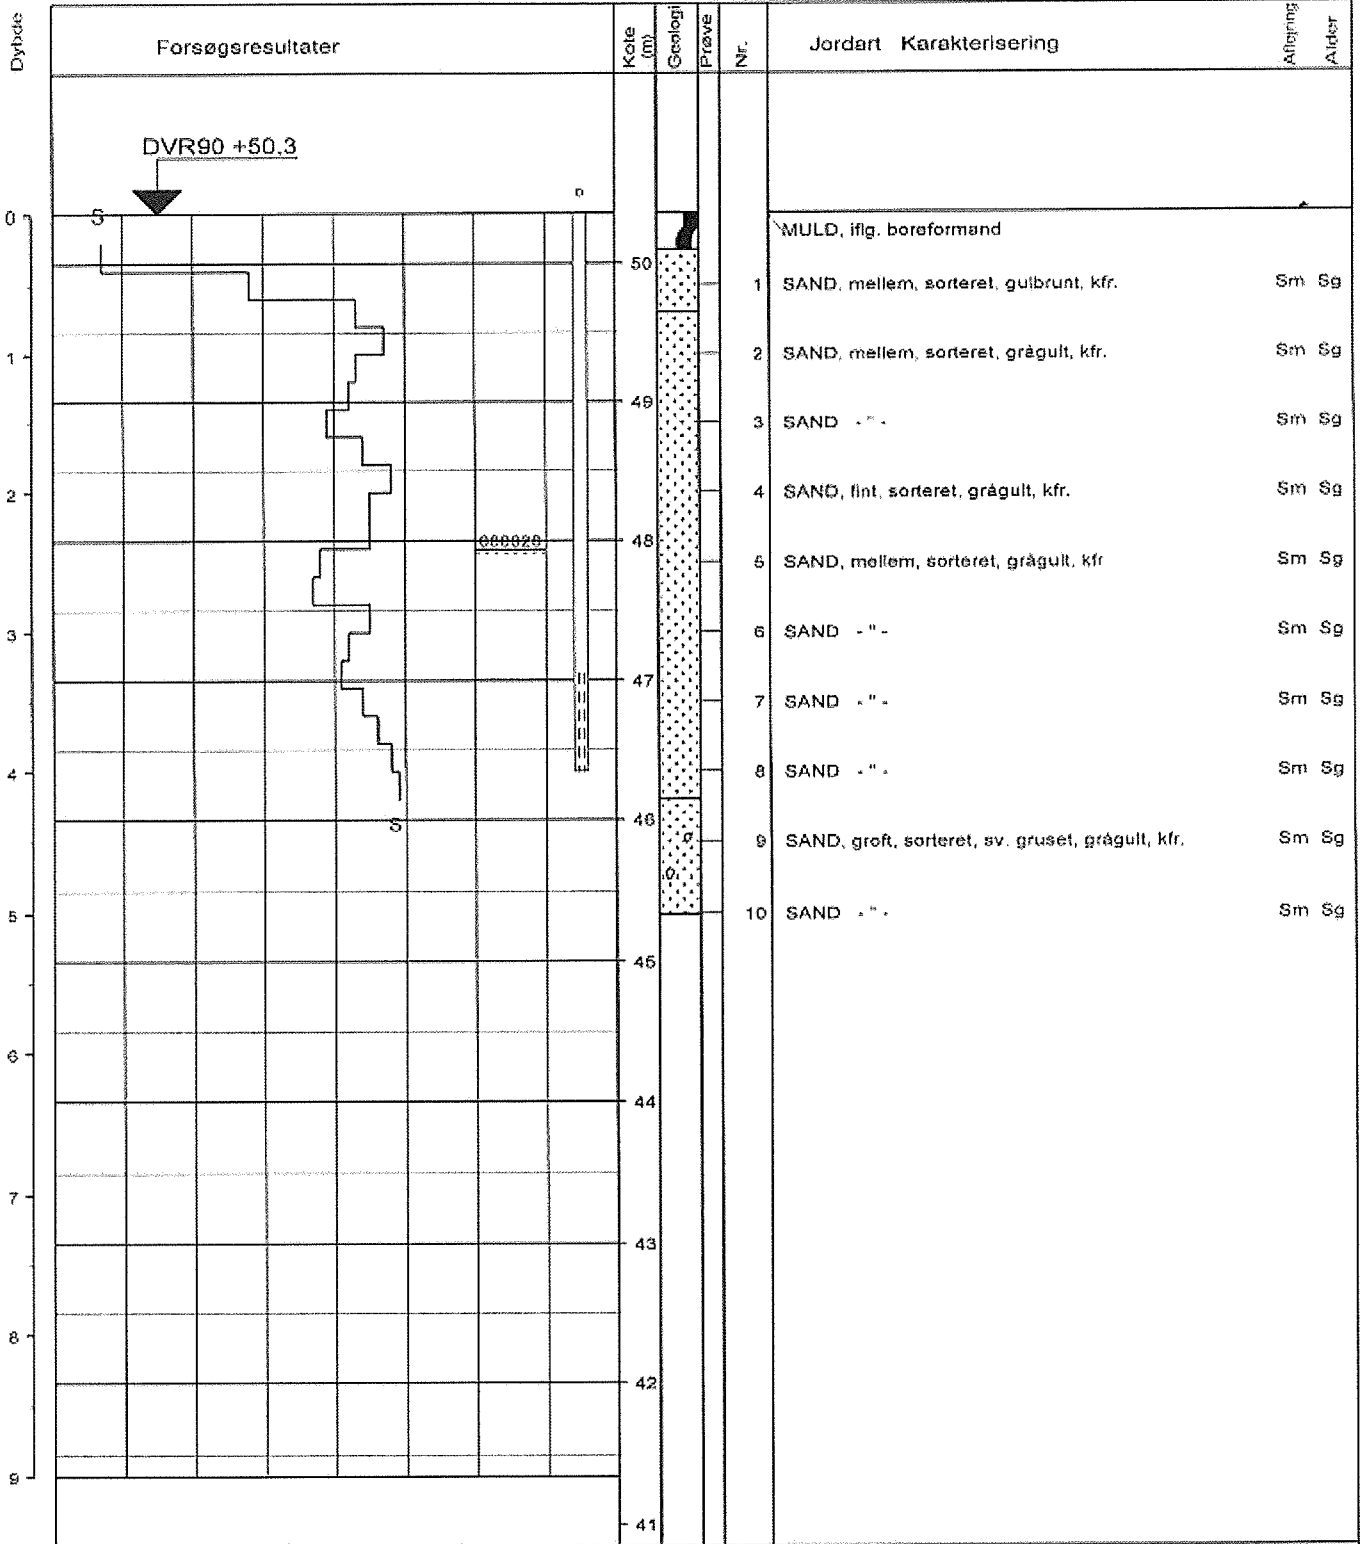 Dybde Forsøgsresultater Kote (m) Geologi Prøve Nr. Jordart Karakterisering Aflejring Alder
DVR90 +50,3
0 S
MULD, iflg. boreformand
50
1 SAND, mellem, sorteret, gulbrunt, kfr. Sm Sg
1 2 SAND, mellem, sorteret, grågult, kfr. Sm Sg
49
3 SAND -"- Sm Sg
2 4 SAND, fint, sorteret, grågult, kfr. Sm Sg
000828 48
5 SAND, mellem, sorteret, grågult, kfr Sm Sg
3 6 SAND -"- Sm Sg
47
7 SAND -"- Sm Sg
4 8 SAND -"- Sm Sg
S 46
9 SAND, groft, sorteret, sv. gruset, grågult, kfr. Sm Sg
5 10 SAND -"- Sm Sg
45
6
44
7
43
8
42
9
41